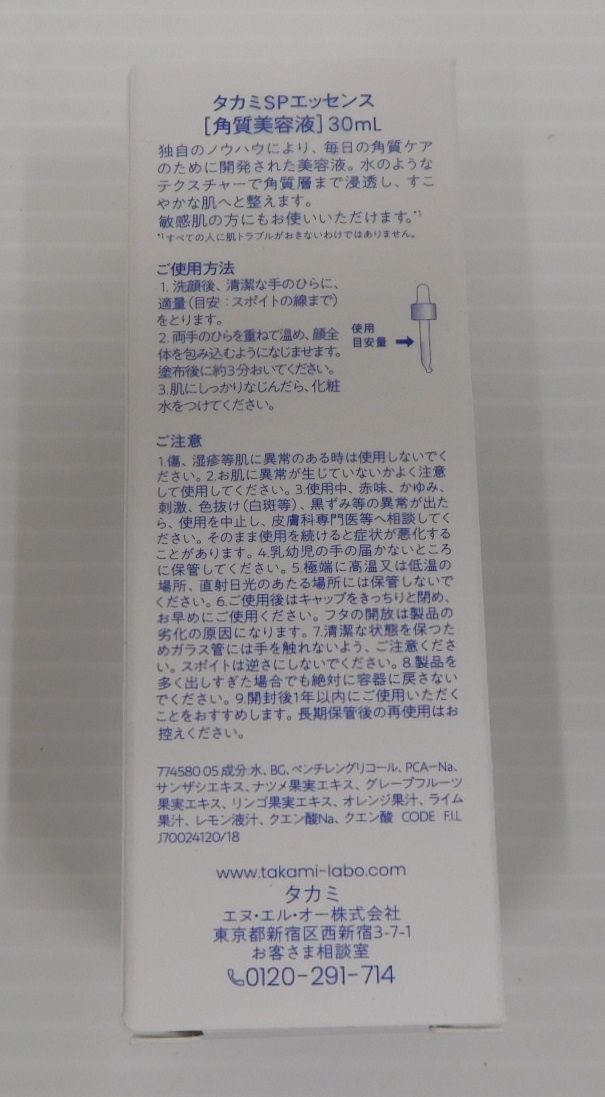 タカミSPエッセンス
[角質美容液]30mL
独自のノウハウにより、毎日の角質ケア
のために開発された美容液。水のような
テクスチャーで角質層まで浸透し、すこ
やかな肌へと整えます。
敏感肌の方にもお使いいただけます。*1
*1すべての人に肌トラブルがおきないわけではありません。
ご使用方法
1. 洗顔後、清潔な手のひらに、
適量(目安：スポイトの線まで)
をとります。
2. 両手のひらを重ねて温め、顔全
体を包み込むようになじませます。
塗布後に約3分おいてください。
3.肌にしっかりなじんだら、化粧
水をつけてください。
使用
目安量
ご注意
1.傷、湿疹等肌に異常のある時は使用しないでく
ださい。2.お肌に異常が生じていないかよく注意
して使用してください。3.使用中、赤味、かゆみ、
刺激、色抜け(白斑等)、黒ずみ等の異常が出た
ら、使用を中止し、皮膚科専門医等へ相談してく
ださい。そのまま使用を続けると症状が悪化する
ことがあります。4.乳幼児の手の届かないところ
に保管してください。5.極端に高温又は低温の
場所、直射日光のあたる場所には保管しないで
ください。6.ご使用後はキャップをきっちりと閉め、
お早めにご使用ください。フタの開放は製品の
劣化の原因になります。7.清潔な状態を保つた
めガラス管には手を触れないよう、ご注意くださ
い。スポイトは逆さにしないでください。8.製品を
多く出しすぎた場合でも絶対に容器に戻さない
でください。9.開封後1年以内にご使用いただく
ことをおすすめします。長期保管後の再使用はお
控えください。
774580 05 成分:水、BG、ペンチレングリコール、PCA-Na、
サンザシエキス、ナツメ果実エキス、グレープフルーツ
果実エキス、リンゴ果実エキス、オレンジ果汁、ライム
果汁、レモン液汁、クエン酸Na、クエン酸 CODE F.I.L
J70024120/18
www.takami-labo.com
タカミ
エヌ・エル・オー株式会社
東京都新宿区西新宿3-7-1
お客さま相談室
0120-291-714